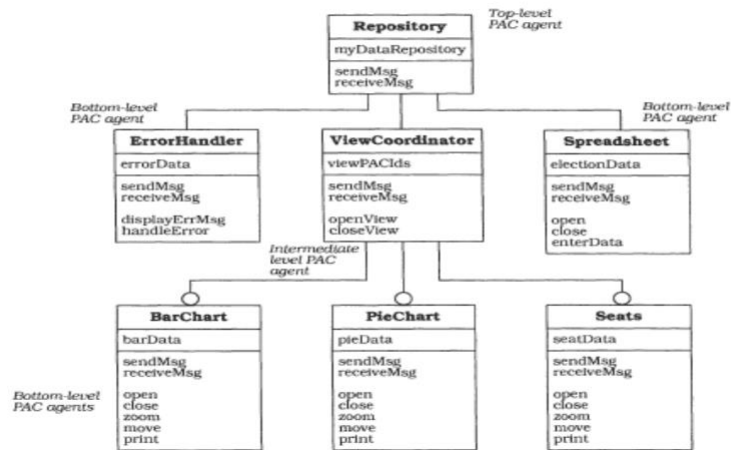 Top-level
PAC agent
Repository
myDataRepository
sendMsg
receiveMsg
Bottom-level
PAC agent
Bottom-level
PAC agent
ErrorHandler
errorData
sendMsg
receiveMsg
displayErrMsg
handleError
ViewCoordinator
viewPACIds
sendMsg
receiveMsg
openView
closeView
Spreadsheet
electionData
sendMsg
receiveMsg
open
close
enterData
Intermediate
level PAC
agent
BarChart
barData
sendMsg
receiveMsg
open
close
zoom
move
print
PieChart
pieData
sendMsg
receiveMsg
open
close
zoom
move
print
Seats
seatData
sendMsg
receiveMsg
open
close
zoom
move
print
Bottom-level
PAC agents